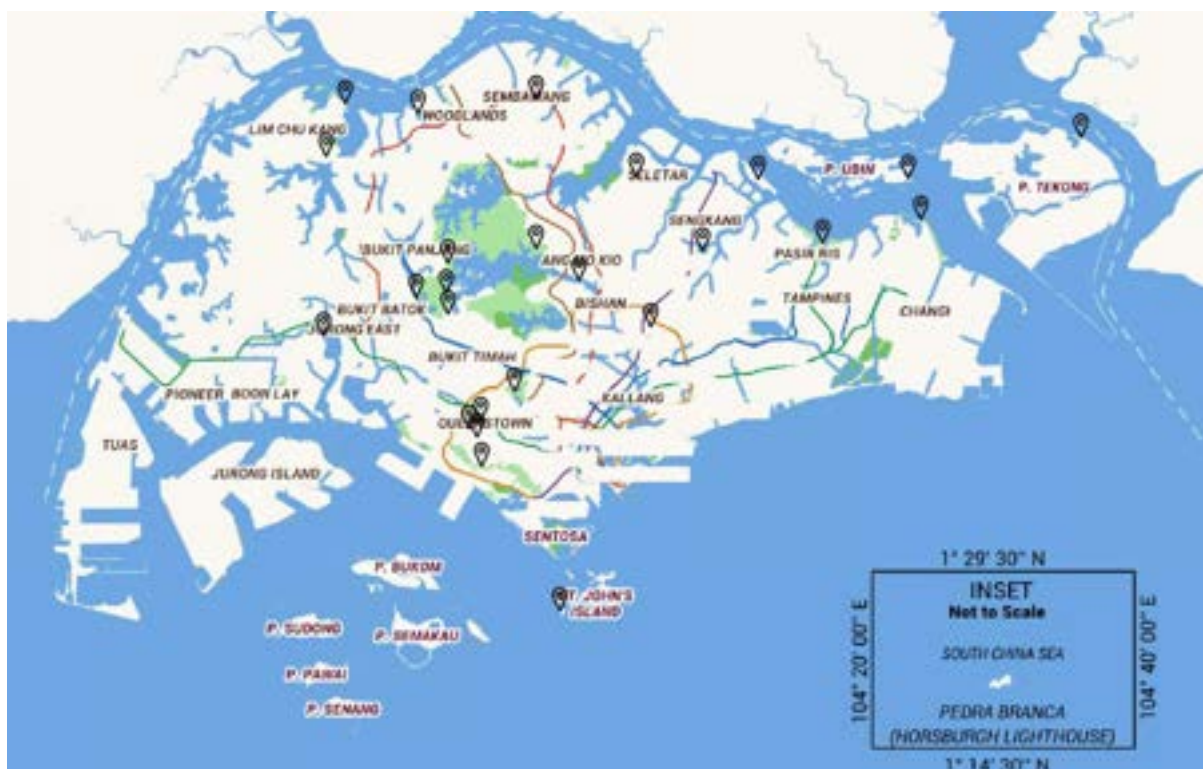 SEMBAWANG
WOODLANDS
LIM CHU KANG
SELETAR
P. UBIN
P. TEKONG
SENGKANG
BUKIT PANJANG
ANG MO KIO
PASIR RIS
TAMPINES
BISHAN
CHANGI
BUKIT BATOK
JURONG EAST
BUKIT TIMAH
PIONEER
BOON LAY
KALLANG
QUEENSTOWN
TUAS
JURONG ISLAND
SENTOSA
P. BUKOM
ST. JOHN'S
ISLAND
P. SUDONG
P. SEMAKAU
P. PAWAI
P. SENANG
1° 29' 30" N
INSET
Not to Scale
104° 20' 00" E
104° 40' 00" E
SOUTH CHINA SEA
PEDRA BRANCA
(HORSBURGH LIGHTHOUSE)
1° 14' 30" N